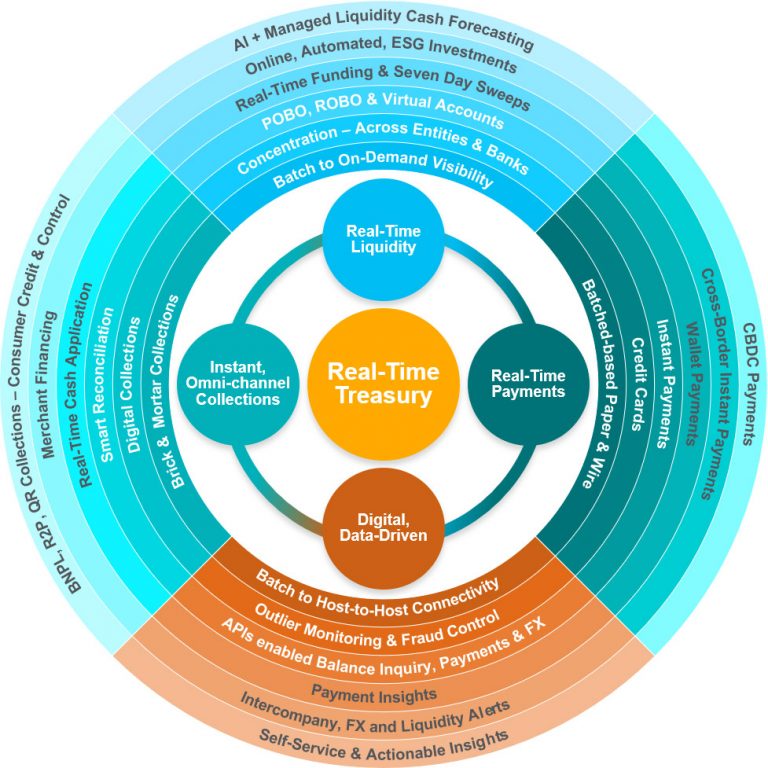 AI + Managed Liquidity Cash Forecasting
Online, Automated, ESG Investments
Real-Time Funding & Seven Day Sweeps
POBO, ROBO & Virtual Accounts
Concentration – Across Entities & Banks
Batch to On-Demand Visibility
Real-Time
Liquidity
BNPL, R2P, QR Collections – Consumer Credit & Control
Merchant Financing
Real-Time Cash Application
Smart Reconciliation
Digital Collections
Brick & Mortar Collections
Instant,
Omni-channel
Collections
Real-Time
Treasury
Real-Time
Payments
Batched-based Paper & Wire
Credit Cards
Instant Payments
Wallet Payments
Cross-Border Instant Payments
CBDC Payments
Digital,
Data-Driven
Batch to Host-to-Host Connectivity
Outlier Monitoring & Fraud Control
APIs enabled Balance Inquiry, Payments & FX
Payment Insights
Intercompany, FX and Liquidity Alerts
Self-Service & Actionable Insights